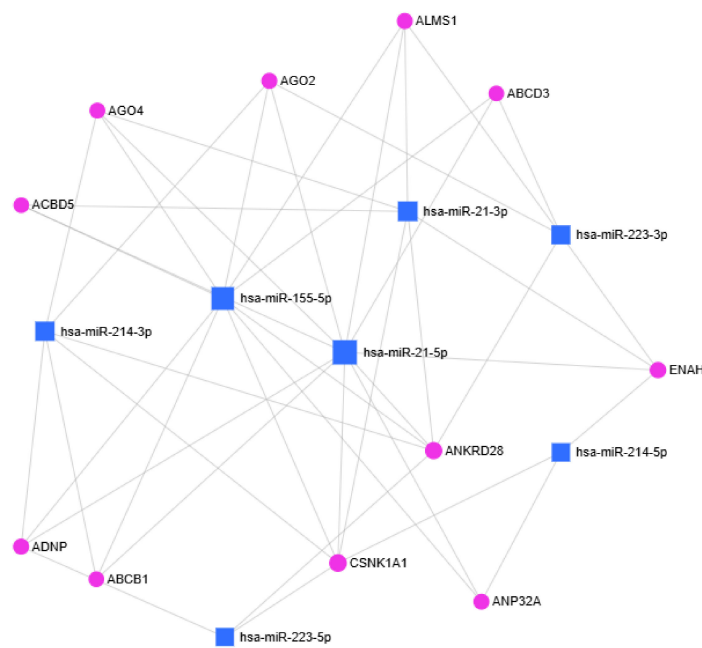 ALMS1
AGO2
ABCD3
AGO4
ACBD5
hsa-miR-21-3p
hsa-miR-223-3p
hsa-miR-155-5p
hsa-miR-214-3p
hsa-miR-21-5p
ENAH
ANKRD28
hsa-miR-214-5p
ADNP
CSNK1A1
ABCB1
ANP32A
hsa-miR-223-5p